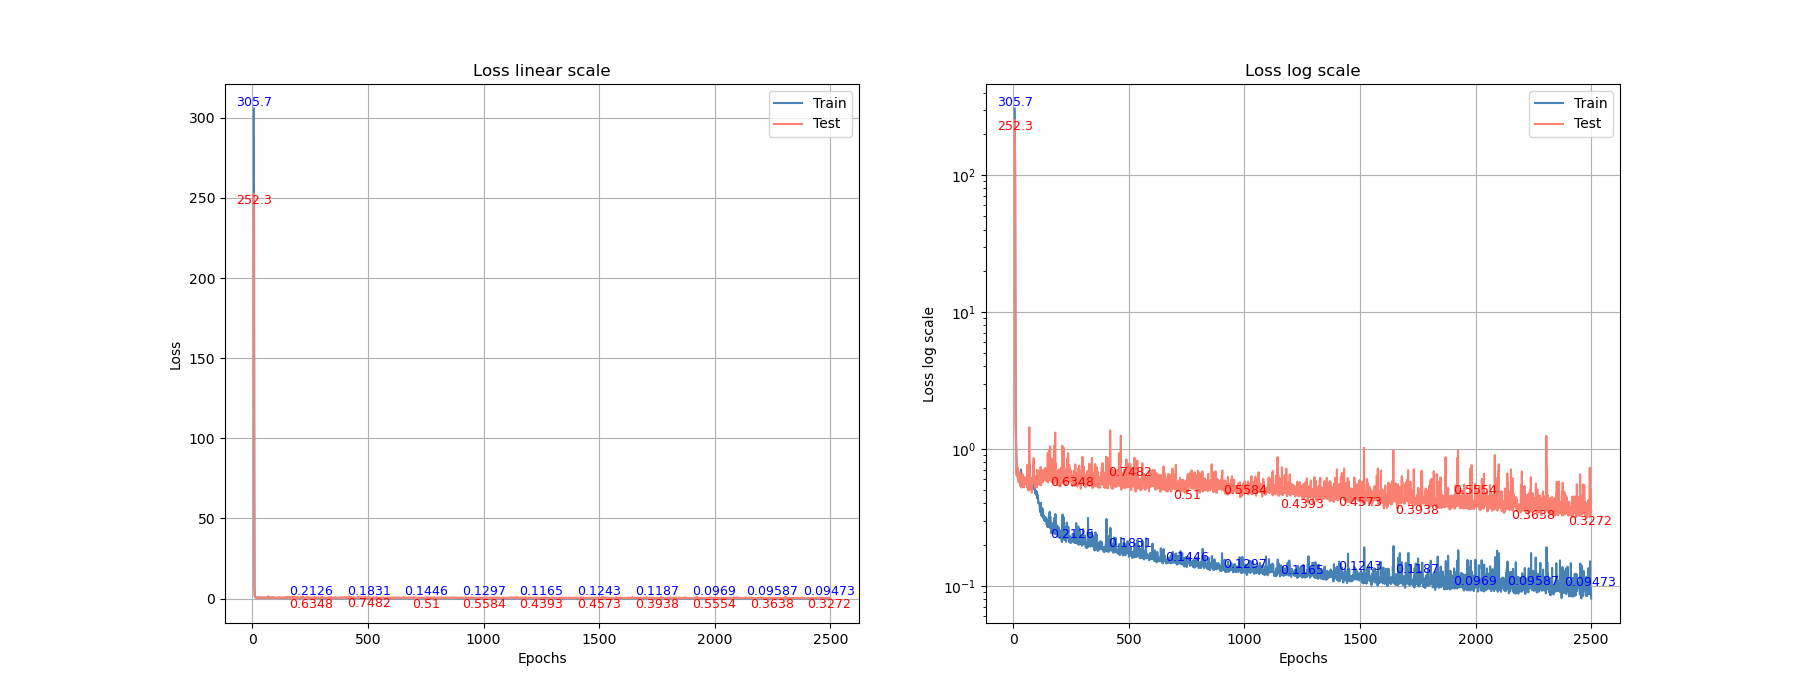 Loss linear scale
Loss
300
250
200
150
100
50
0
305.7
252.3
0.2126 0.1831 0.1446 0.1297 0.1165 0.1243 0.1187 0.0969 0.09587 0.09473
0.6348 0.7482 0.51 0.5584 0.4393 0.4573 0.3938 0.5554 0.3638 0.3272
Train
Test
0 500 1000 1500 2000 2500
Epochs
Loss log scale
Loss log scale
10²
10¹
10⁰
10⁻¹
305.7
252.3
Train
Test
0.6348 0.7482 0.51 0.5584 0.4393 0.4573 0.3938 0.5554 0.3638 0.3272
0.2126 0.1831 0.1446 0.1297 0.1165 0.1243 0.1187 0.0969 0.09587 0.09473
0 500 1000 1500 2000 2500
Epochs